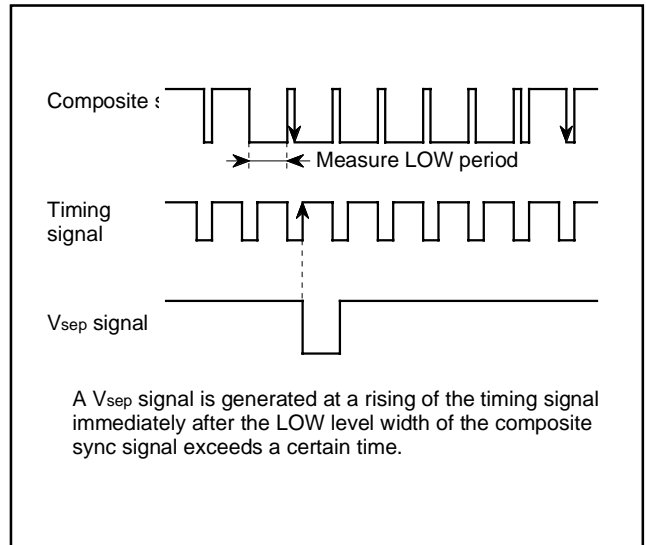 Composite s
Measure LOW period
Timing
signal
Vsep signal
A Vsep signal is generated at a rising of the timing signal
immediately after the LOW level width of the composite
sync signal exceeds a certain time.